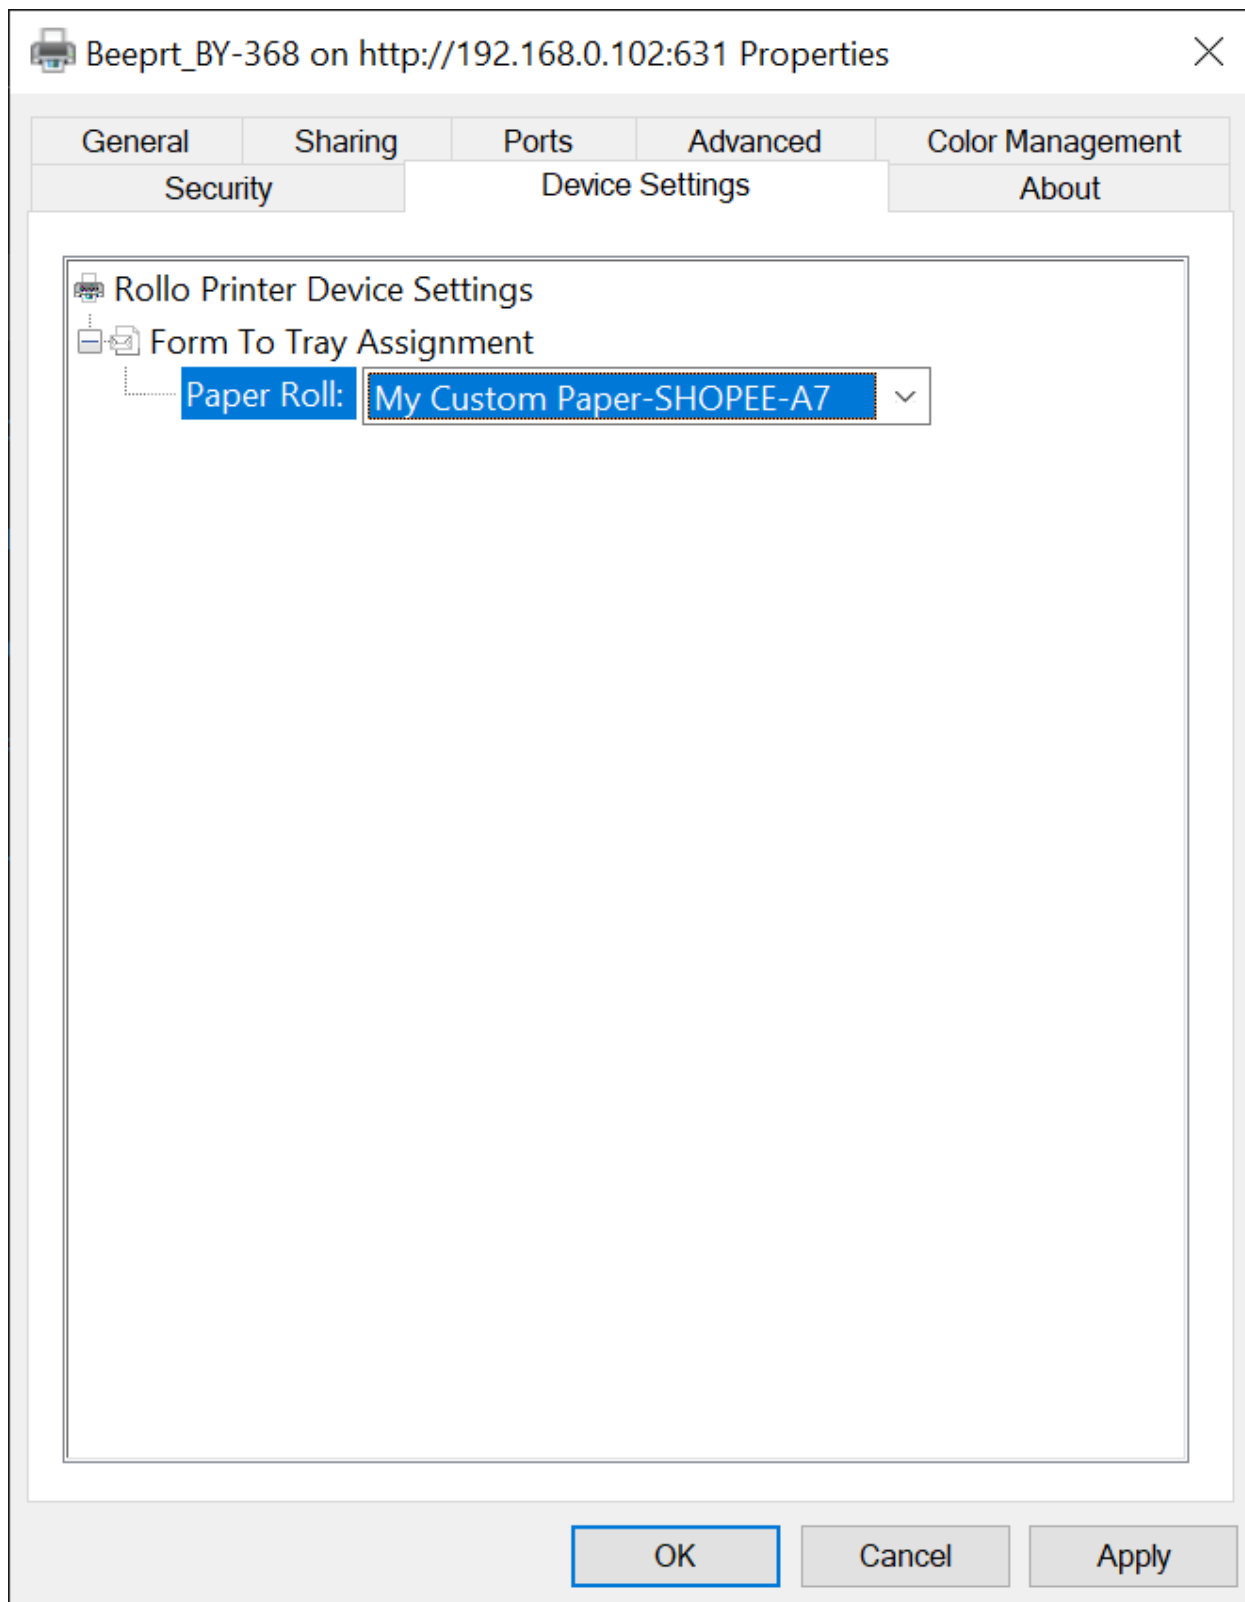 Beeprt_BY-368 on http://192.168.0.102:631 Properties
General Sharing Ports Advanced Color Management
Security Device Settings About
Rollo Printer Device Settings
Form To Tray Assignment
Paper Roll: My Custom Paper-SHOPEE-A7
OK Cancel Apply